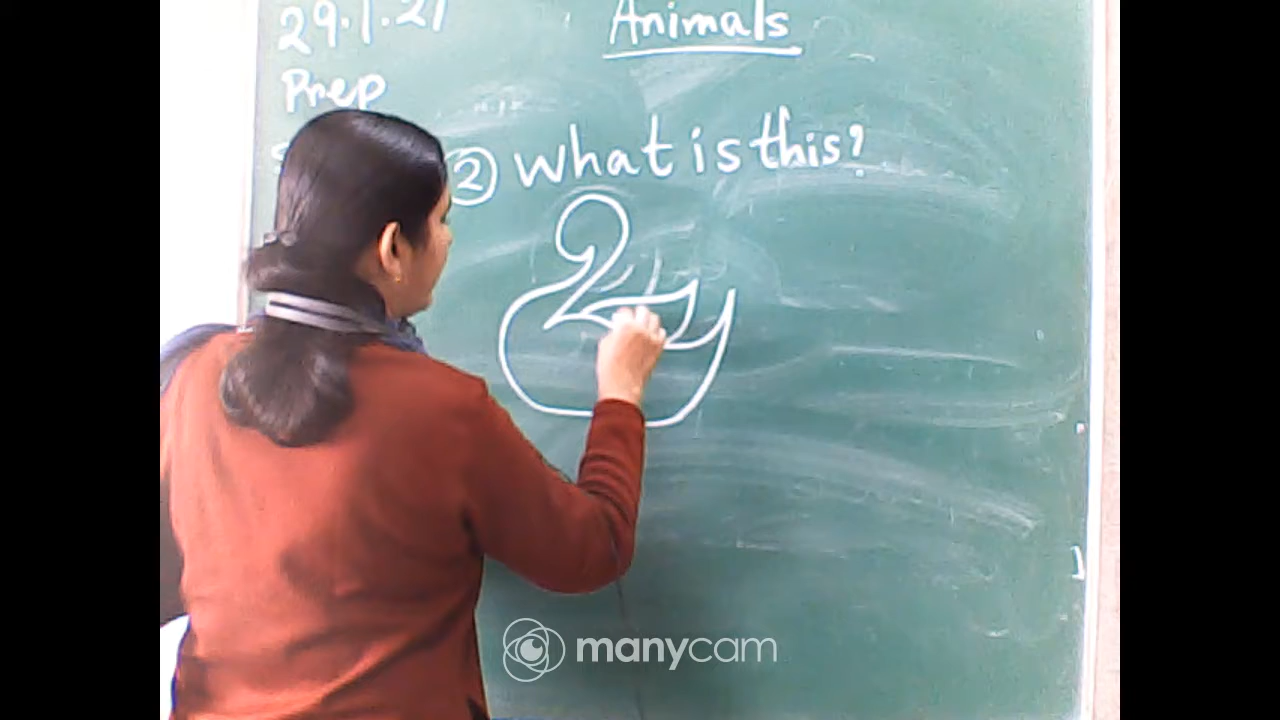 29.1.21
Animals
Prep
② What is this?
manycam